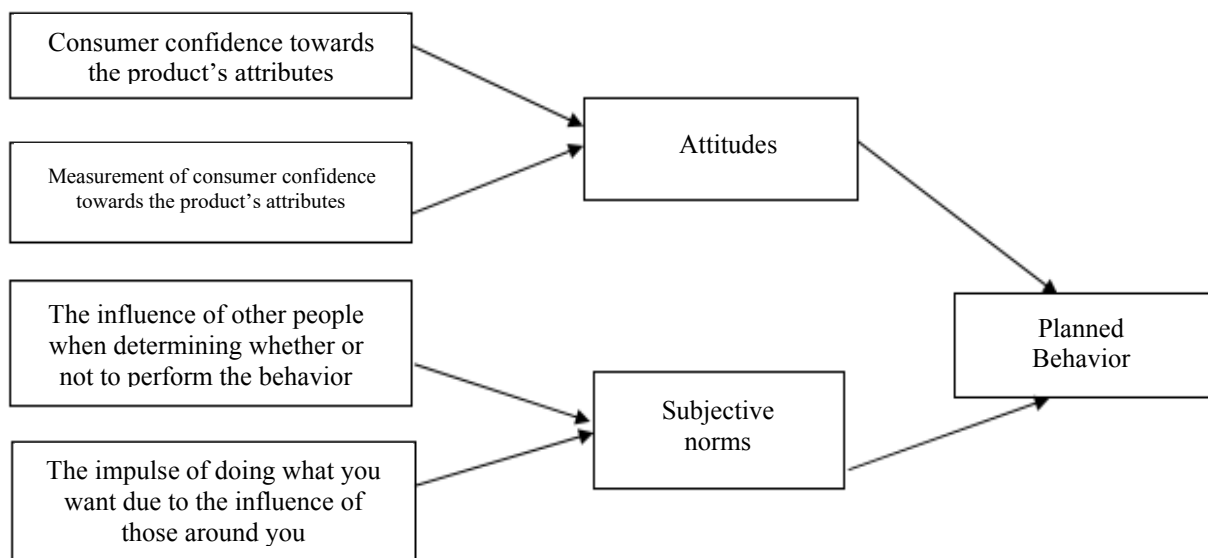 Consumer confidence towards
the product’s attributes
Attitudes
Measurement of consumer confidence
towards the product’s attributes
The influence of other people
when determining whether or
not to perform the behavior
Planned
Behavior
Subjective
norms
The impulse of doing what you
want due to the influence of
those around you